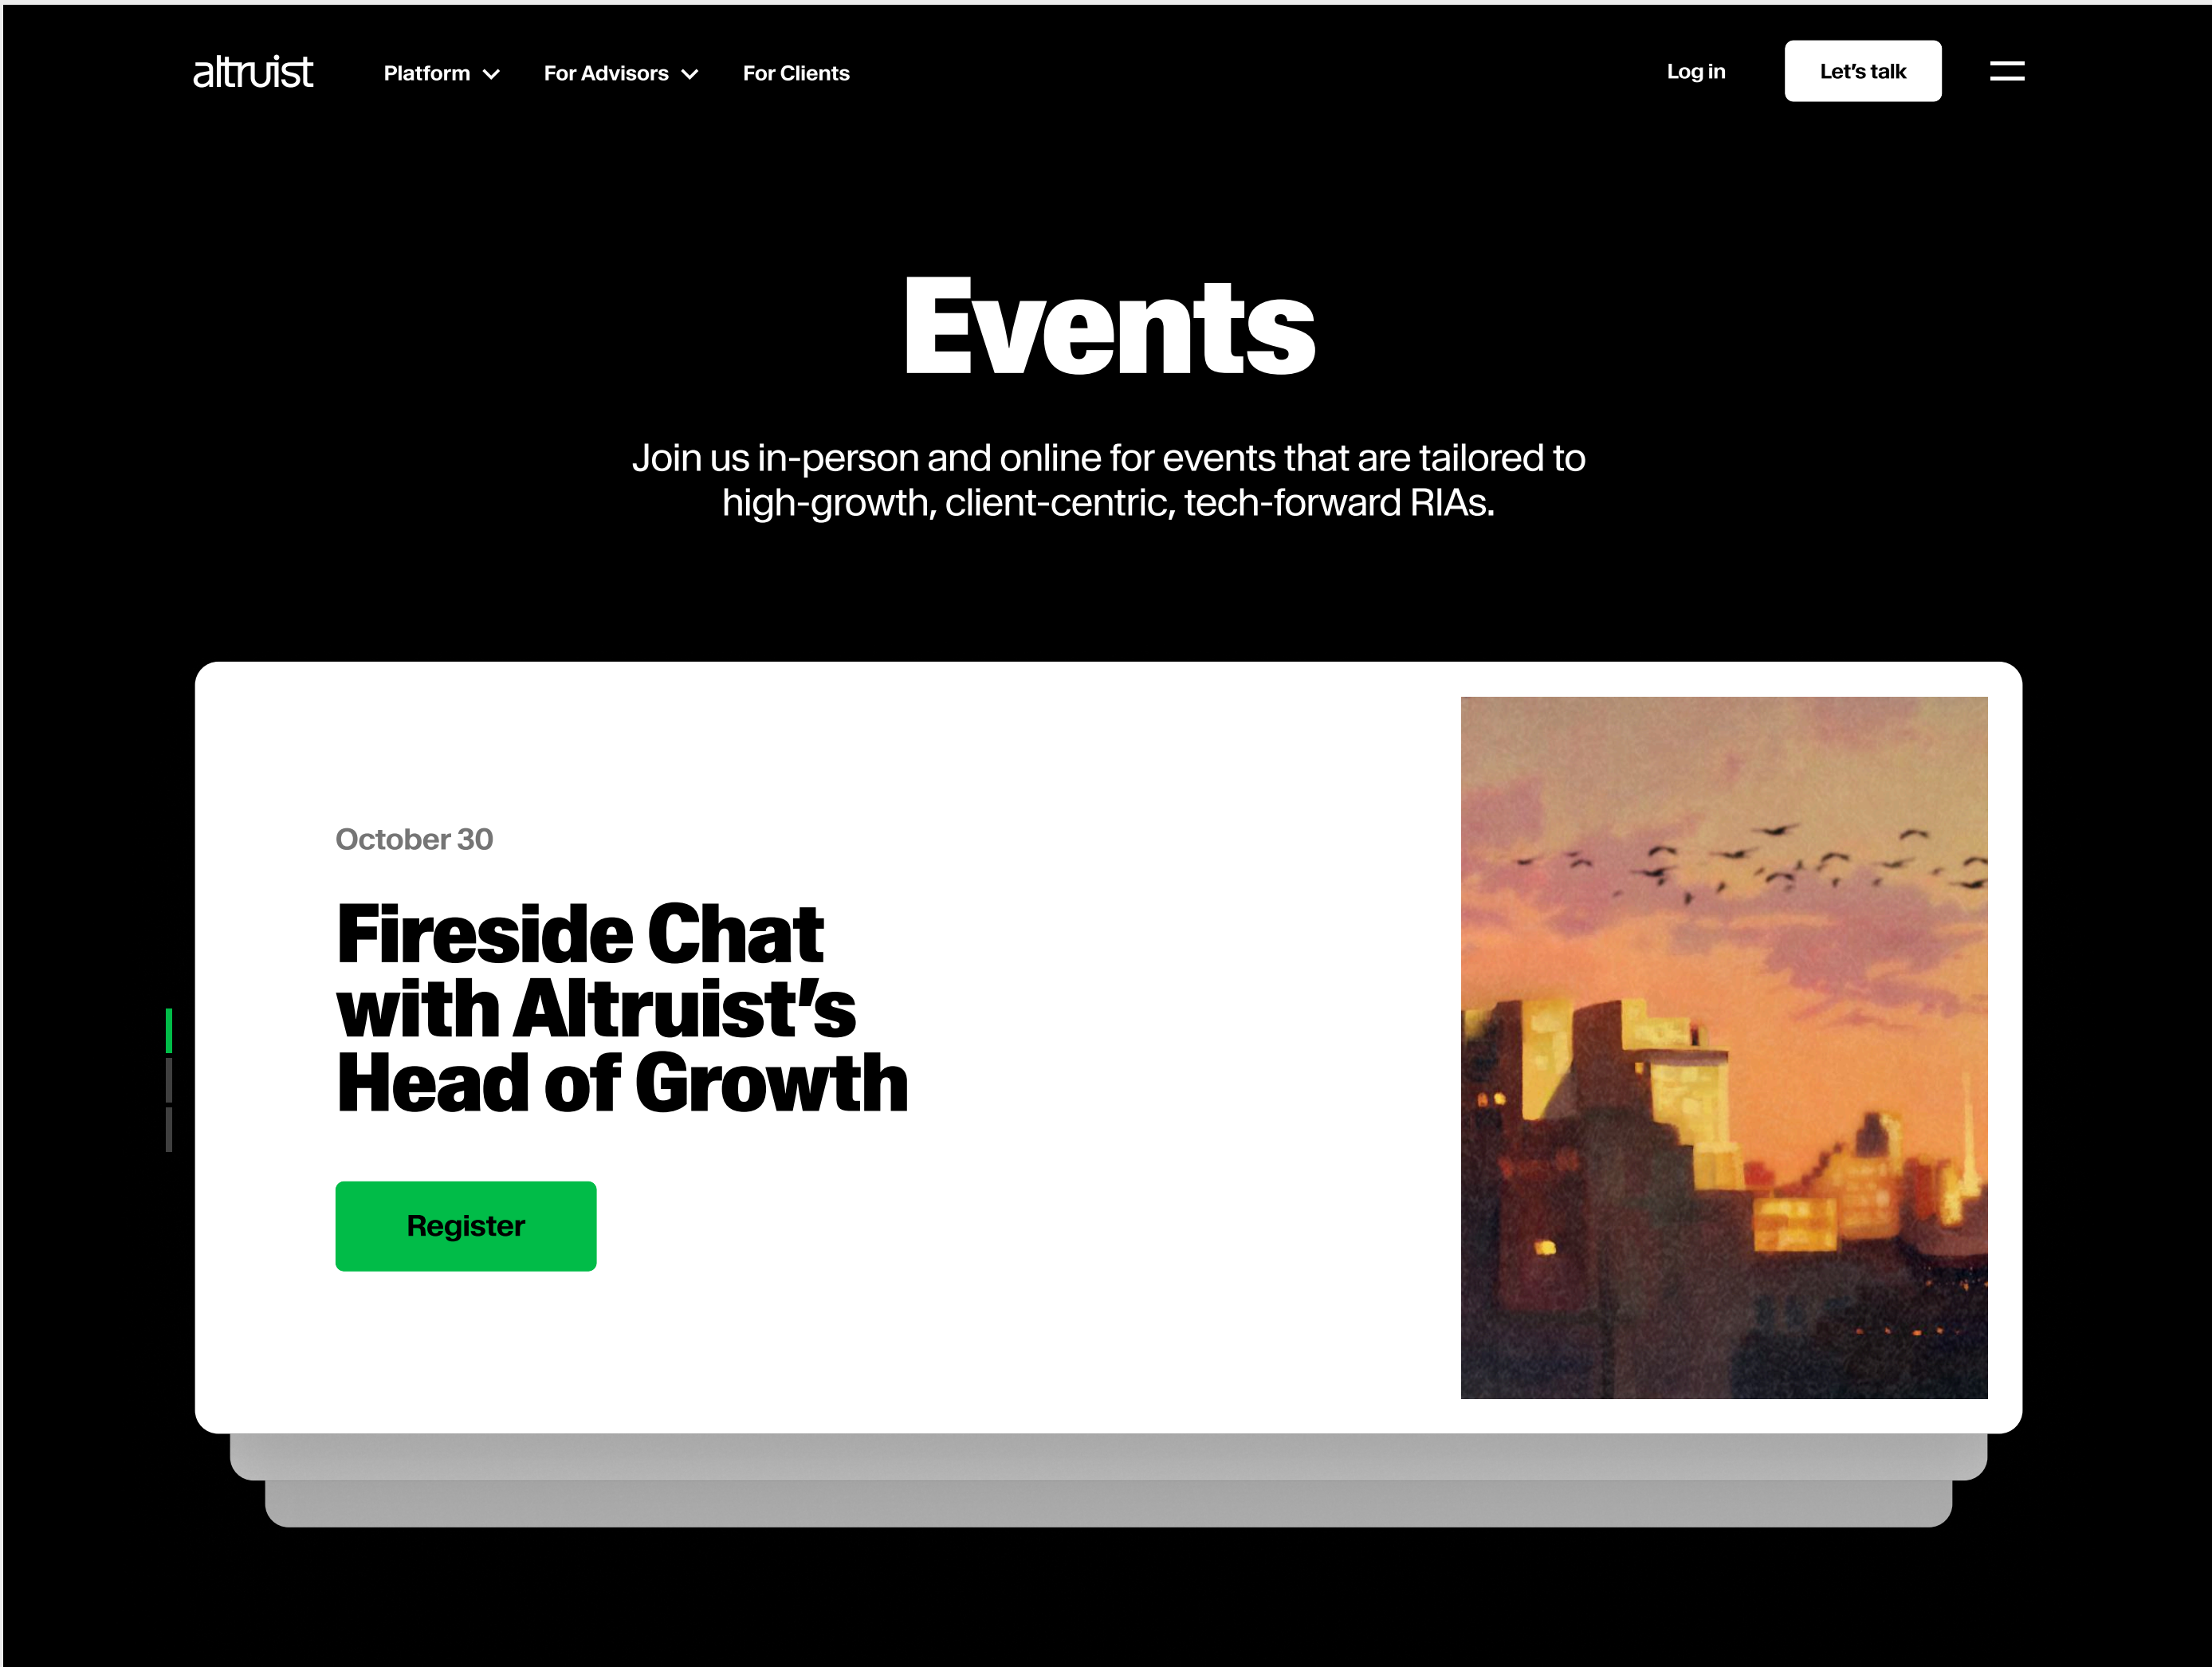 altruist
Platform
For Advisors
For Clients
Log in
Let’s talk
Events
Join us in-person and online for events that are tailored to
high-growth, client-centric, tech-forward RIAs.
October 30
Fireside Chat
with Altruist’s
Head of Growth
Register